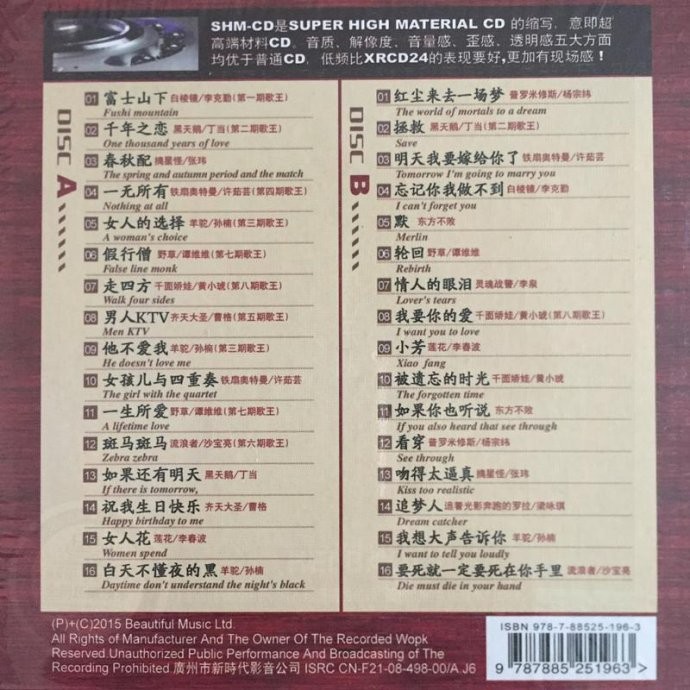 SHM-CD是SUPER HIGH MATERIAL CD 的缩写，意即超
高端材料CD。音质、解像度、音量感、歪感、透明感五大方面
均优于普通CD，低频比XRCD24的表现要好,更加有现场感！
DISC A
01 富士山下 白棱镜/李克勤(第一期歌王)
Fushi mountain
02 千年之恋 黑天鹅/丁当(第二期歌王)
One thousand years of love
03 春秋配 摘星怪/张玮
The spring and autumn period and the match
04 一无所有 铁扇奥特曼/许茹芸(第四期歌王)
Nothing at all
05 女人的选择 羊驼/孙楠(第三期歌王)
A woman's choice
06 假行僧 野草/谭维维(第七期歌王)
False line monk
07 走四方 千面娇娃/黄小琥(第八期歌王)
Walk four sides
08 男人KTV 齐天大圣/曹格(第五期歌王)
Men KTV
09 他不爱我 羊驼/孙楠(第三期歌王)
He doesn't love me
10 女孩儿与四重奏 铁扇奥特曼/许茹芸
The girl with the quartet
11 一生所爱 野草/谭维维(第七期歌王)
A lifetime love
12 斑马斑马 流浪者/沙宝亮(第六期歌王)
Zebra zebra
13 如果还有明天 黑天鹅/丁当
If there is tomorrow,
14 祝我生日快乐 齐天大圣/曹格
Happy birthday to me
15 女人花 莲花/李春波
Women spend
16 白天不懂夜的黑 羊驼/孙楠
Daytime don't understand the night's black
DISC B
01 红尘来去一场梦 普罗米修斯/杨宗纬
The world of mortals to a dream
02 拯救 黑天鹅/丁当(第二期歌王)
Save
03 明天我要嫁给你了 铁扇奥特曼/许茹芸
Tomorrow I'm going to marry you
04 忘记你我做不到 白棱镜/李克勤
I can't forget you
05 默 东方不败
Merlin
06 轮回 野草/谭维维
Rebirth
07 情人的眼泪 灵魂战警/李泉
Lover's tears
08 我要你的爱 千面娇娃/黄小琥(第八期歌王)
I want you to love
09 小芳 莲花/李春波
Xiao fang
10 被遗忘的时光 千面娇娃/黄小琥
The forgotten time
11 如果你也听说 东方不败
If you also heard that see through
12 看穿 普罗米修斯/杨宗纬
See through
13 吻得太逼真 摘星怪/张玮
Kiss too realistic
14 追梦人 追着光影奔跑的罗拉/梁咏琪
Dream catcher
15 我想大声告诉你 羊驼/孙楠
I want to tell you loudly
16 要死就一定要死在你手里 流浪者/沙宝亮
Die must die in your hand
(P)+(C)2015 Beautiful Music Ltd.
All Rights of Manufacturer And The Owner Of The Recorded Wopk
Reserved.Unauthorized Public Performance And Broadcasting of The
Recording Prohibited 廣州市新時代影音公司 ISRC CN-F21-08-498-00/A.J6
ISBN 978-7-88525-196-3
9 787885 251963 >